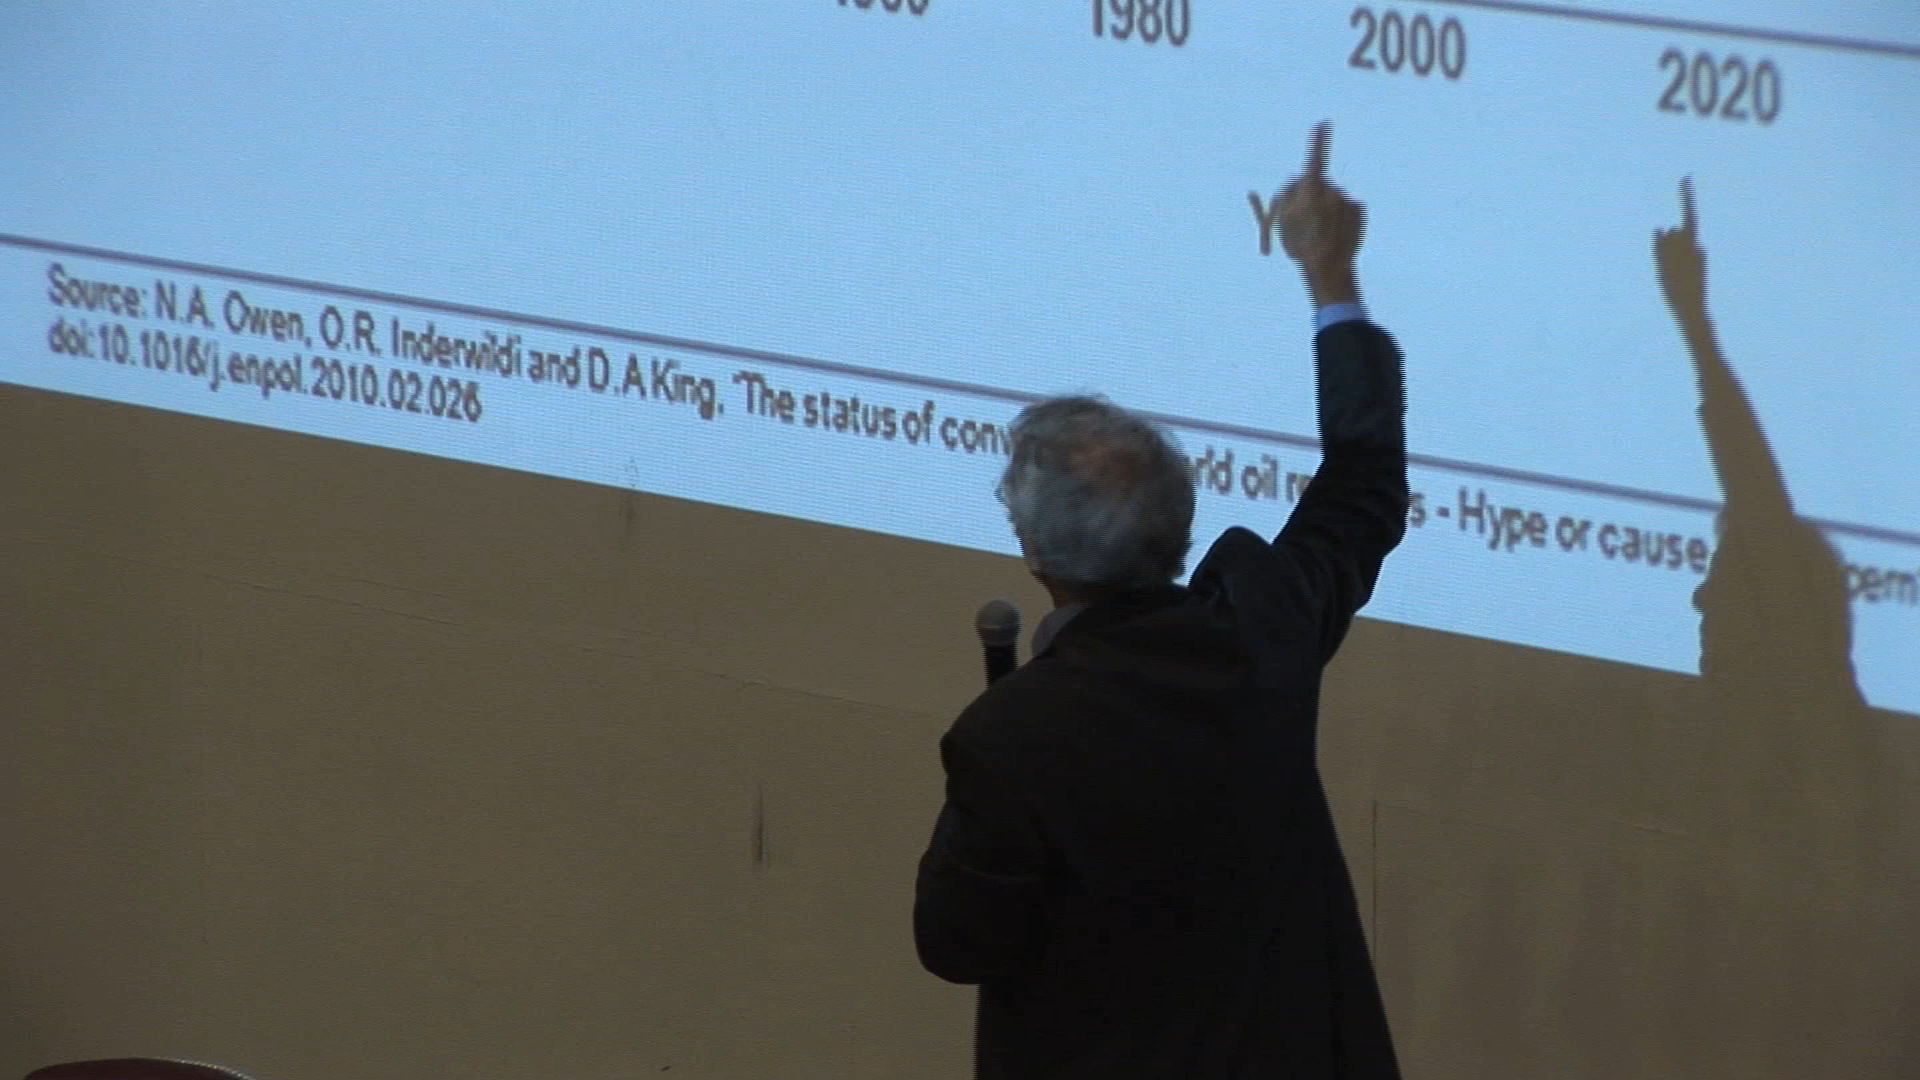 1980 2000 2020
Y
Source: N.A. Owen, O.R. Inderwildi and D.A King, "The status of conv rld oil re s - Hype or cause
doi:10.1016/j.enpol.2010.02.026